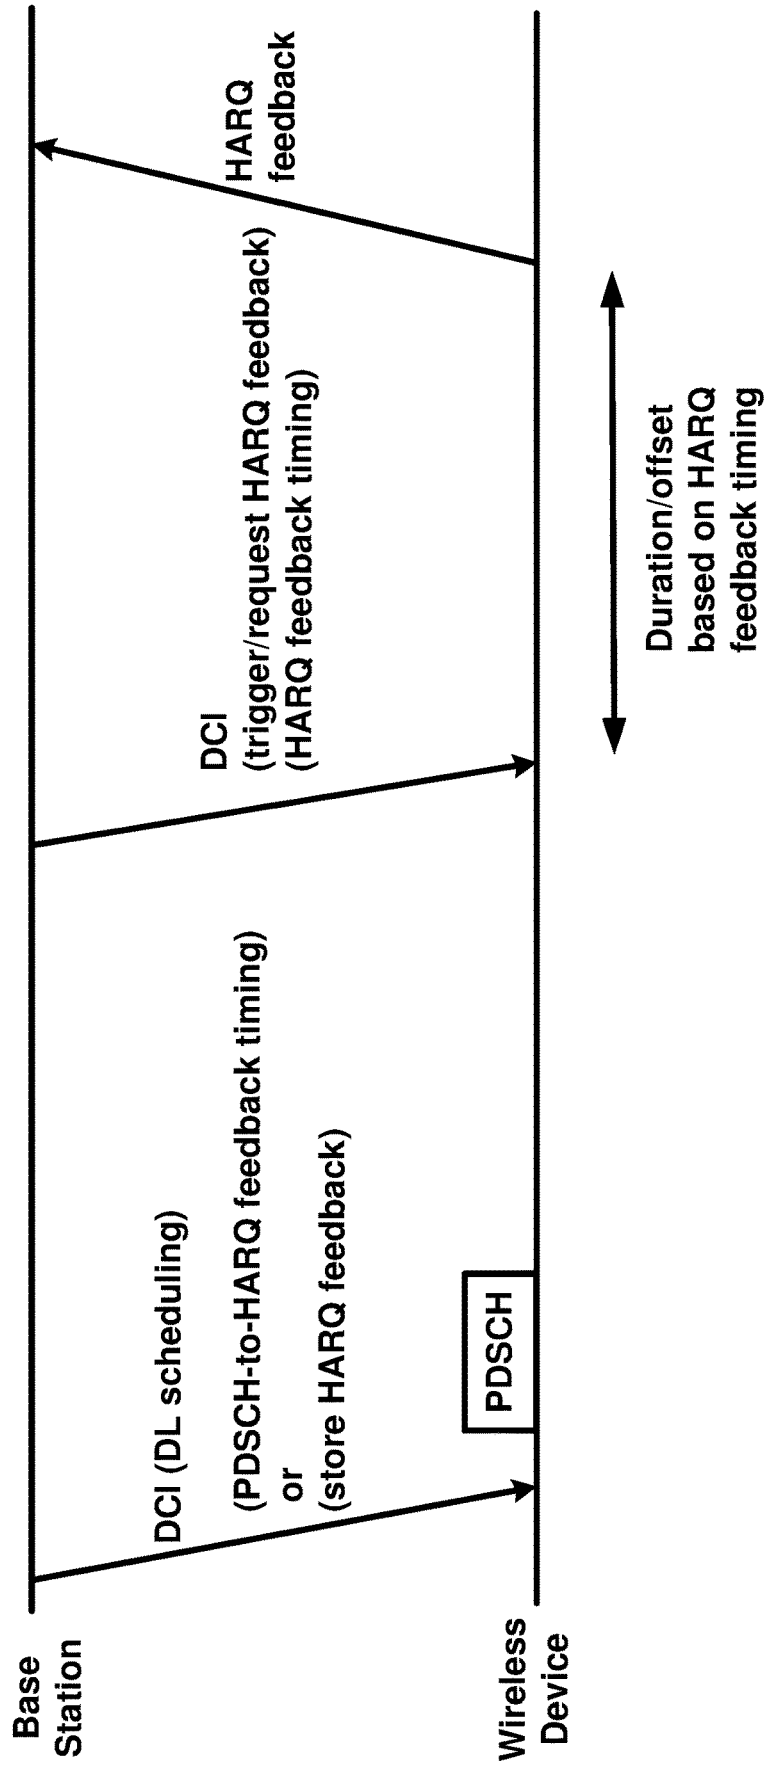 Base
Station
DCI (DL scheduling)
(PDSCH-to-HARQ feedback timing)
or
(store HARQ feedback)
DCI
(trigger/request HARQ feedback)
(HARQ feedback timing)
HARQ
feedback
PDSCH
Wireless
Device
Duration/offset
based on HARQ
feedback timing